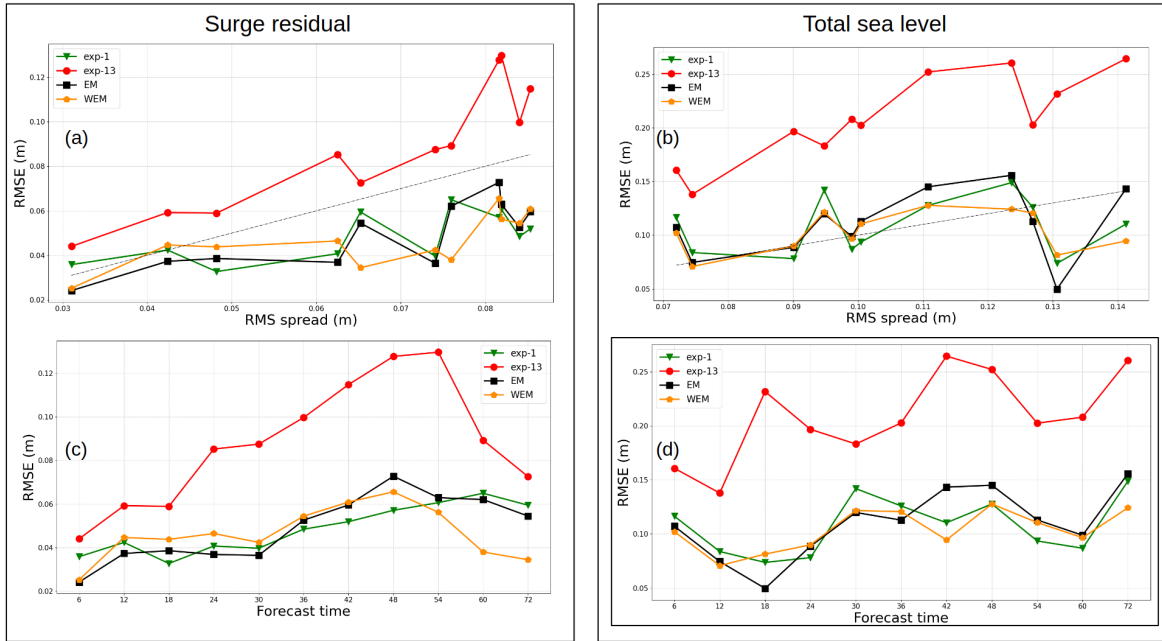 Surge residual
exp-1
exp-13
EM
WEM
(a)
RMSE (m)
0.12
0.10
0.08
0.06
0.04
0.02
0.03 0.04 0.05 0.06 0.07 0.08
RMS spread (m)
Total sea level
exp-1
exp-13
EM
WEM
(b)
RMSE (m)
0.25
0.20
0.15
0.10
0.05
0.07 0.08 0.09 0.10 0.11 0.12 0.13 0.14
RMS spread (m)
exp-1
exp-13
EM
WEM
(c)
RMSE (m)
0.12
0.10
0.08
0.06
0.04
0.02
6 12 18 24 30 36 42 48 54 60 72
Forecast time
exp-1
exp-13
EM
WEM
(d)
RMSE (m)
0.25
0.20
0.15
0.10
0.05
6 12 18 24 30 36 42 48 54 60 72
Forecast time